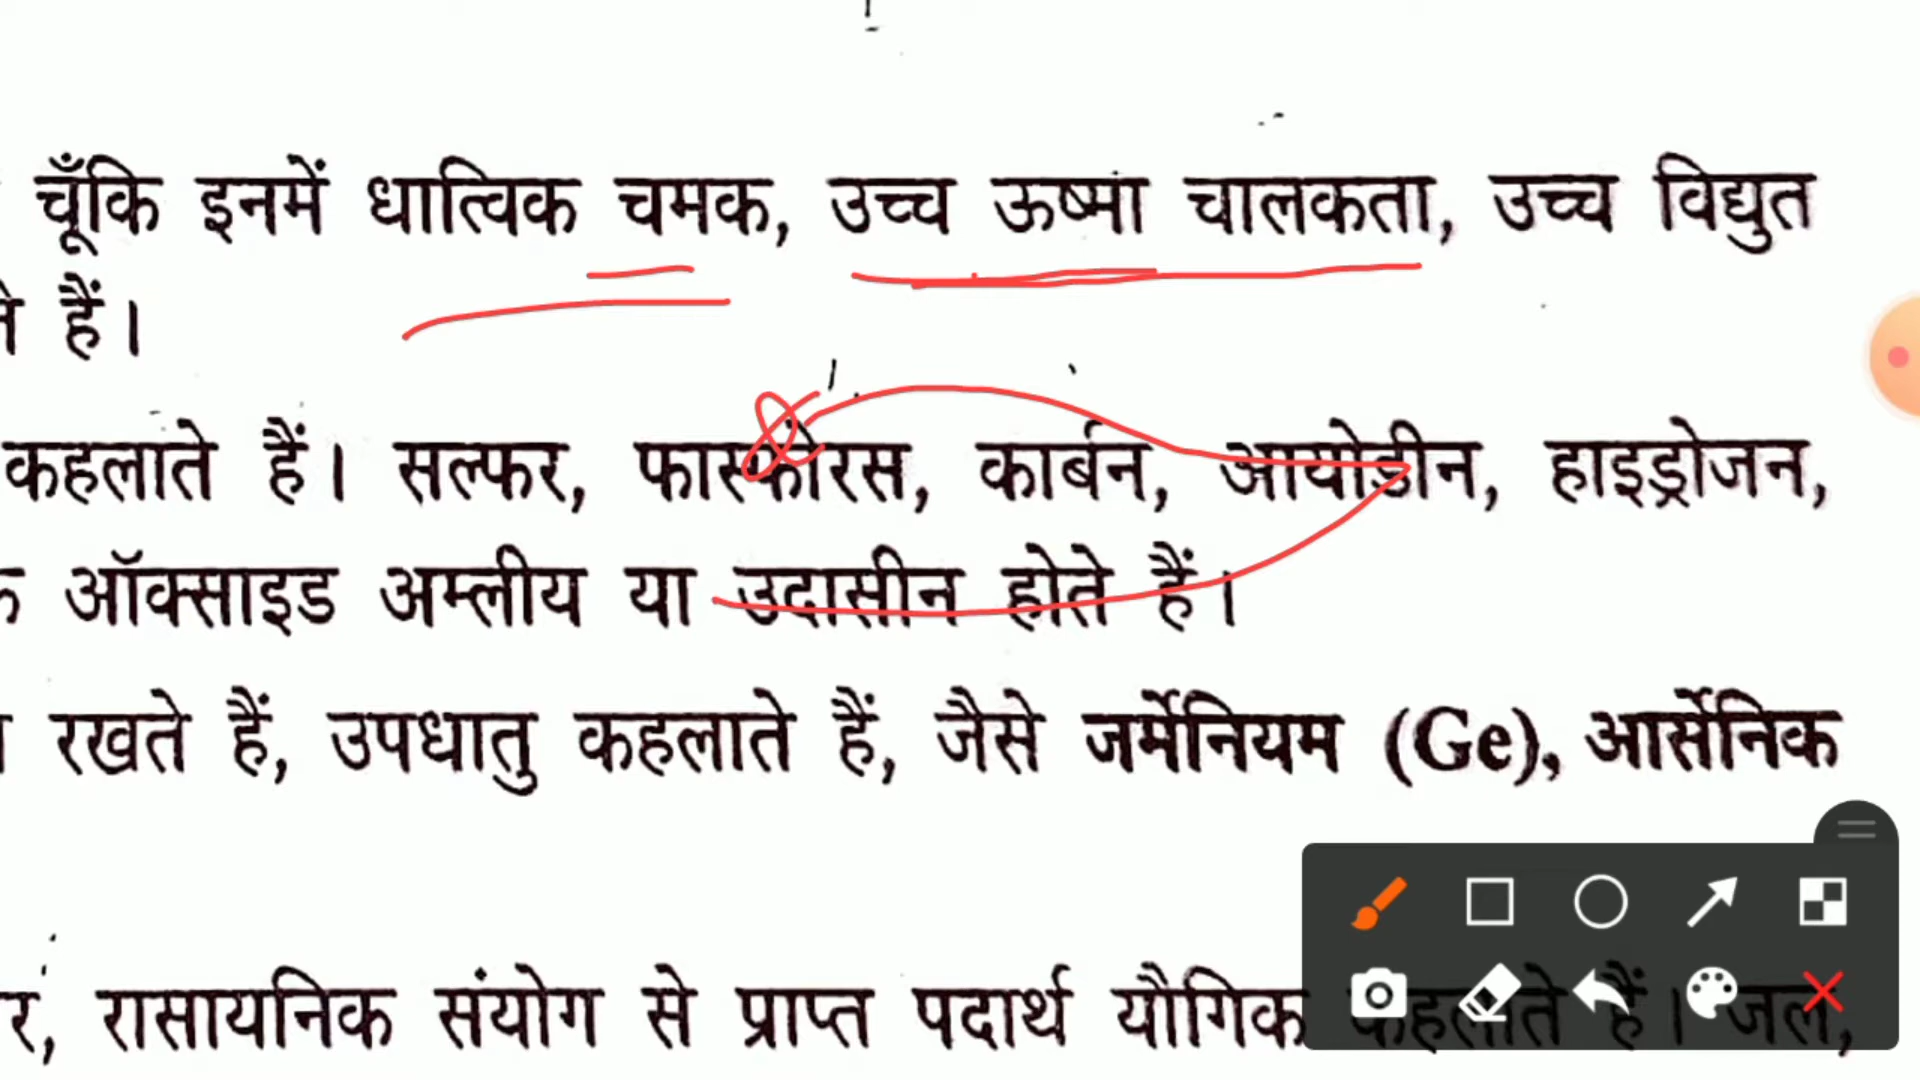 चूँकि इनमें धात्विक चमक, उच्च ऊष्मा चालकता, उच्च विद्युत
हैं।
कहलाते हैं। सल्फर, फास्फोरस, कार्बन, आयोडीन, हाइड्रोजन,
ऑक्साइड अम्लीय या उदासीन होते हैं।
रखते हैं, उपधातु कहलाते हैं, जैसे जर्मेनियम (Ge), आर्सेनिक
र, रासायनिक संयोग से प्राप्त पदार्थ यौगिक कहलाते हैं। जल,